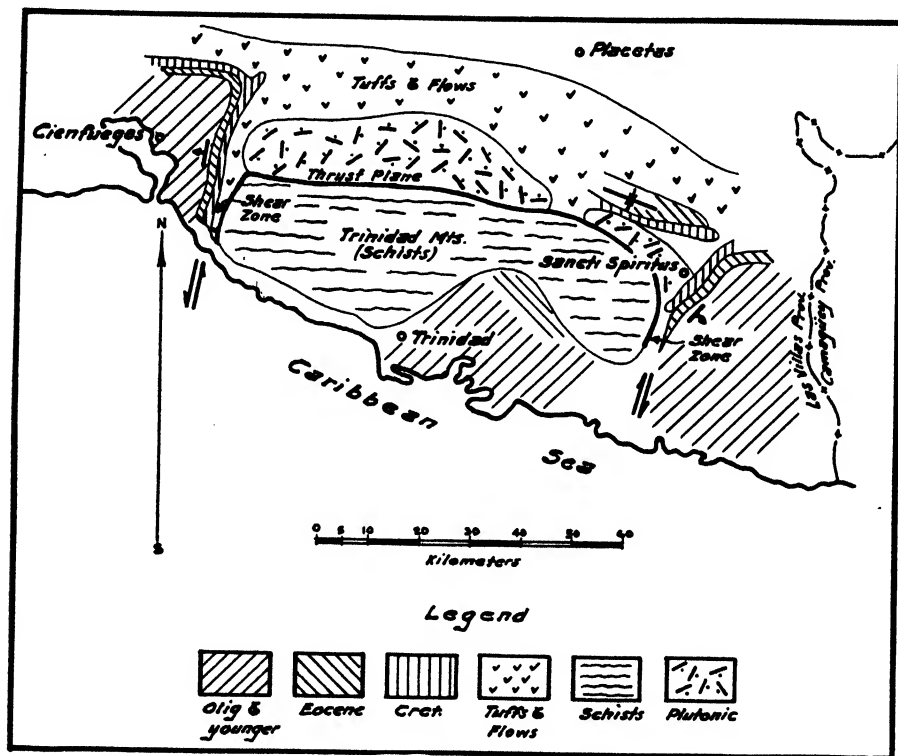 Placetas
Tuffs & Flows
Cienfuegos
Thrust Plane
Shear
Zone
N
Trinidad Mts.
(Schists)
Sancti Spiritus
Trinidad
Shear
Zone
Las Villas Prov.
Camaguey Prov.
S
Caribbean
Sea
0 5 10 20 30 40 50 60
Kilometers
Legend
Olig &
younger
Eocene
Cret.
Tuffs &
Flows
Schists
Plutonic